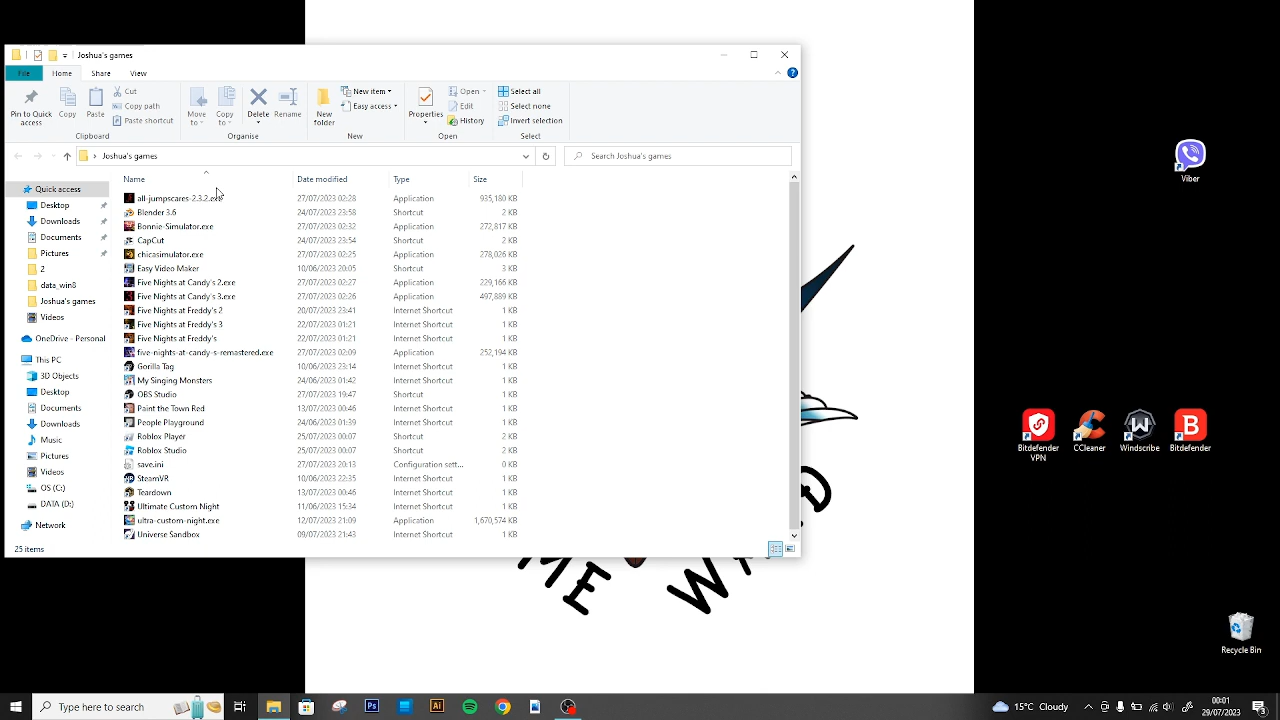 Joshua's games
File Home Share View
Pin to Quick access
Copy
Paste
Cut
Copy path
Paste shortcut
Clipboard
Move to
Copy to
Delete
Rename
Organise
New folder
New item
Easy access
New
Properties
Open
Edit
History
Open
Select all
Select none
Invert selection
Select
Joshua's games
Search Joshua's games
Quick access
Desktop
Downloads
Documents
Pictures
2
data_win8
Joshua's games
Videos
OneDrive - Personal
This PC
3D Objects
Desktop
Documents
Downloads
Music
Pictures
Videos
OS (C:)
DATA (D:)
Network
Name Date modified Type Size
all-jumpscares-2.3.2.exe 27/07/2023 02:28 Application 935,180 KB
Blender 3.6 24/07/2023 23:58 Shortcut 2 KB
Bonnie-Simulator.exe 27/07/2023 02:32 Application 272,817 KB
CapCut 24/07/2023 23:54 Shortcut 2 KB
chicasimulator.exe 27/07/2023 02:25 Application 278,026 KB
Easy Video Maker 10/06/2023 20:05 Shortcut 3 KB
Five Nights at Candy's 2.exe 27/07/2023 02:27 Application 229,166 KB
Five Nights at Candy's 3.exe 27/07/2023 02:26 Application 497,889 KB
Five Nights at Freddy's 2 20/07/2023 23:41 Internet Shortcut 1 KB
Five Nights at Freddy's 3 22/07/2023 01:21 Internet Shortcut 1 KB
Five Nights at Freddy's 22/07/2023 01:21 Internet Shortcut 1 KB
five-nights-at-candy-s-remastered.exe 27/07/2023 02:09 Application 252,194 KB
Gorilla Tag 10/06/2023 23:14 Internet Shortcut 1 KB
My Singing Monsters 24/06/2023 01:42 Internet Shortcut 1 KB
OBS Studio 27/07/2023 19:47 Shortcut 2 KB
Paint the Town Red 13/07/2023 00:46 Internet Shortcut 1 KB
People Playground 24/06/2023 01:39 Internet Shortcut 1 KB
Roblox Player 25/07/2023 00:07 Shortcut 2 KB
Roblox Studio 25/07/2023 00:07 Shortcut 2 KB
save.ini 27/07/2023 20:13 Configuration sett... 0 KB
SteamVR 10/06/2023 22:35 Internet Shortcut 1 KB
Teardown 13/07/2023 00:46 Internet Shortcut 1 KB
Ultimate Custom Night 11/06/2023 15:34 Internet Shortcut 1 KB
ultra-custom-night.exe 12/07/2023 21:09 Application 1,670,574 KB
Universe Sandbox 09/07/2023 21:43 Internet Shortcut 1 KB
25 items
Viber
Bitdefender VPN
CCleaner
Windscribe
Bitdefender
Recycle Bin
Type here to search
15°C Cloudy
00:01
29/07/2023